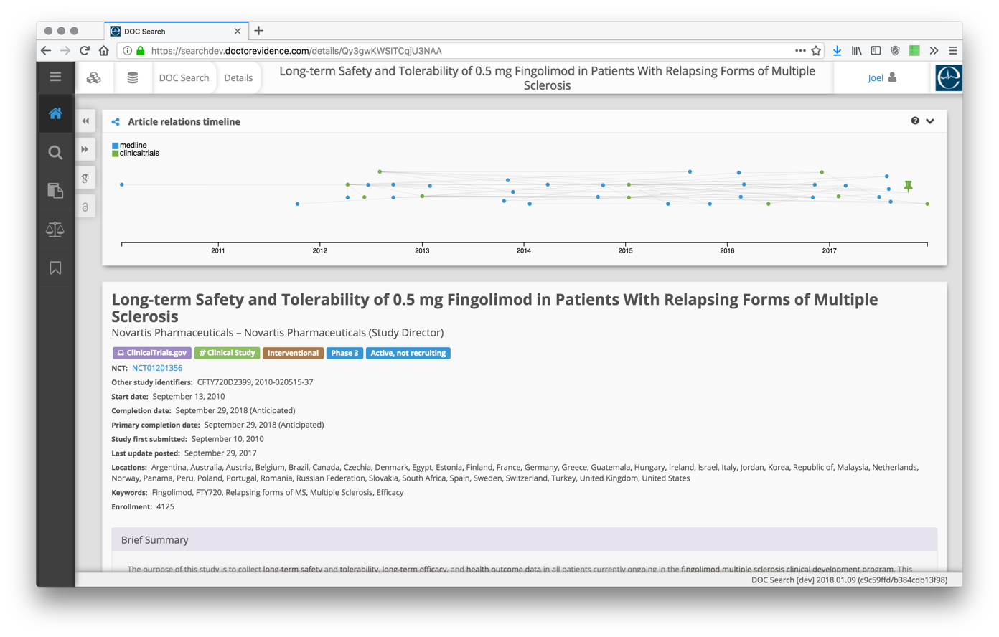 DOC Search
https://searchdev.doctorevidence.com/details/Qy3gwKWSlTCqjU3NAA
DOC Search
Details
Long-term Safety and Tolerability of 0.5 mg Fingolimod in Patients With Relapsing Forms of Multiple
Sclerosis
Joel
Article relations timeline
medline
clinicaltrials
2011 2012 2013 2014 2015 2016 2017
Long-term Safety and Tolerability of 0.5 mg Fingolimod in Patients With Relapsing Forms of Multiple
Sclerosis
Novartis Pharmaceuticals – Novartis Pharmaceuticals (Study Director)
ClinicalTrials.gov # Clinical Study Interventional Phase 3 Active, not recruiting
NCT: NCT01201356
Other study identifiers: CFTY720D2399, 2010-020515-37
Start date: September 13, 2010
Completion date: September 29, 2018 (Anticipated)
Primary completion date: September 29, 2018 (Anticipated)
Study first submitted: September 10, 2010
Last update posted: September 29, 2017
Locations: Argentina, Australia, Austria, Belgium, Brazil, Canada, Czechia, Denmark, Egypt, Estonia, Finland, France, Germany, Greece, Guatemala, Hungary, Ireland, Israel, Italy, Jordan, Korea, Republic of, Malaysia, Netherlands,
Norway, Panama, Peru, Poland, Portugal, Romania, Russian Federation, Slovakia, South Africa, Spain, Sweden, Switzerland, Turkey, United Kingdom, United States
Keywords: Fingolimod, FTY720, Relapsing forms of MS, Multiple Sclerosis, Efficacy
Enrollment: 4125
Brief Summary
The purpose of this study is to collect long-term safety and tolerability, long-term efficacy, and health outcome data in all patients currently ongoing in the fingolimod multiple sclerosis clinical development program. This
DOC Search [dev] 2018.01.09 (c9c59ffd/b384cdb13f98)